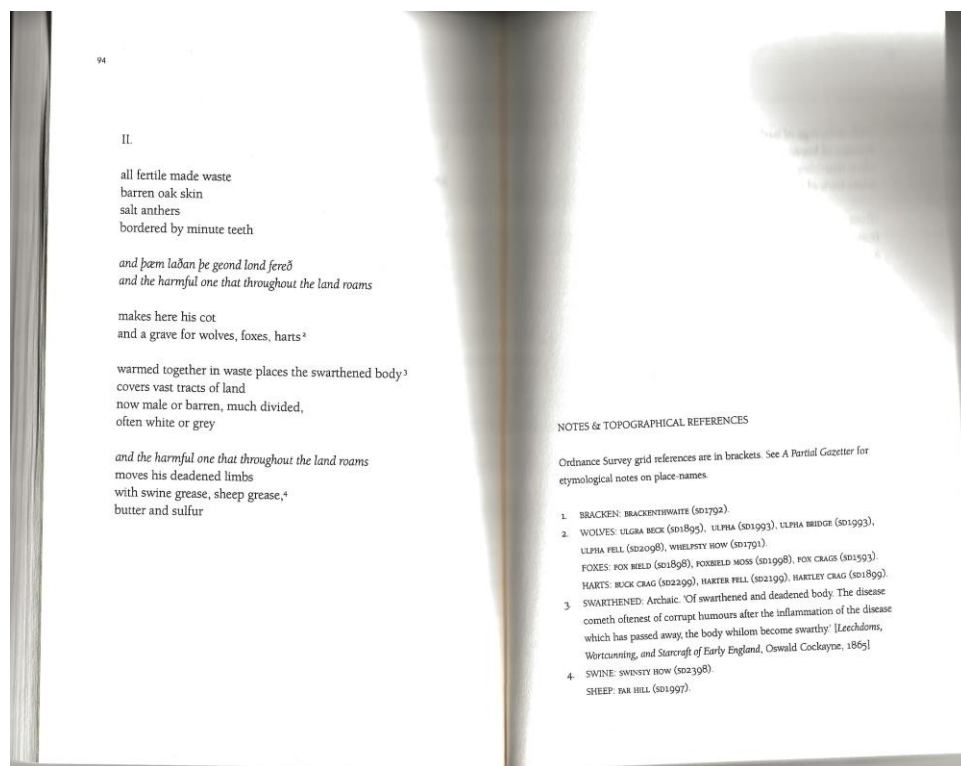 94
II.
all fertile made waste
barren oak skin
salt anthers
bordered by minute teeth
and þæm laðan þe geond lond fereð
and the harmful one that throughout the land roams
makes here his cot
and a grave for wolves, foxes, harts²
warmed together in waste places the swarthened body³
covers vast tracts of land
now male or barren, much divided,
often white or grey
and the harmful one that throughout the land roams
moves his deadened limbs
with swine grease, sheep grease,⁴
butter and sulfur
NOTES & TOPOGRAPHICAL REFERENCES
Ordnance Survey grid references are in brackets. See A Partial Gazetter for
etymological notes on place-names.
1. BRACKEN: BRACKENTHWAITE (SD1792).
2. WOLVES: ULGRA BECK (SD1895), ULPHA (SD1993), ULPHA BRIDGE (SD1993),
ULPHA FELL (SD2098), WHELPSTY HOW (SD1791).
FOXES: FOX BIELD (SD1898), FOXBIELD MOSS (SD1998), FOX CRAGS (SD1593).
HARTS: BUCK CRAG (SD2299), HARTER FELL (SD2199), HARTLEY CRAG (SD1899).
3. SWARTHENED: Archaic. 'Of swarthened and deadened body. The disease
cometh oftenest of corrupt humours after the inflammation of the disease
which has passed away, the body whilom become swarthy.' [Leechdoms,
Wortcunning, and Starcraft of Early England, Oswald Cockayne, 1865]
4. SWINE: SWINSTY HOW (SD2398).
SHEEP: FAR HILL (SD1997).